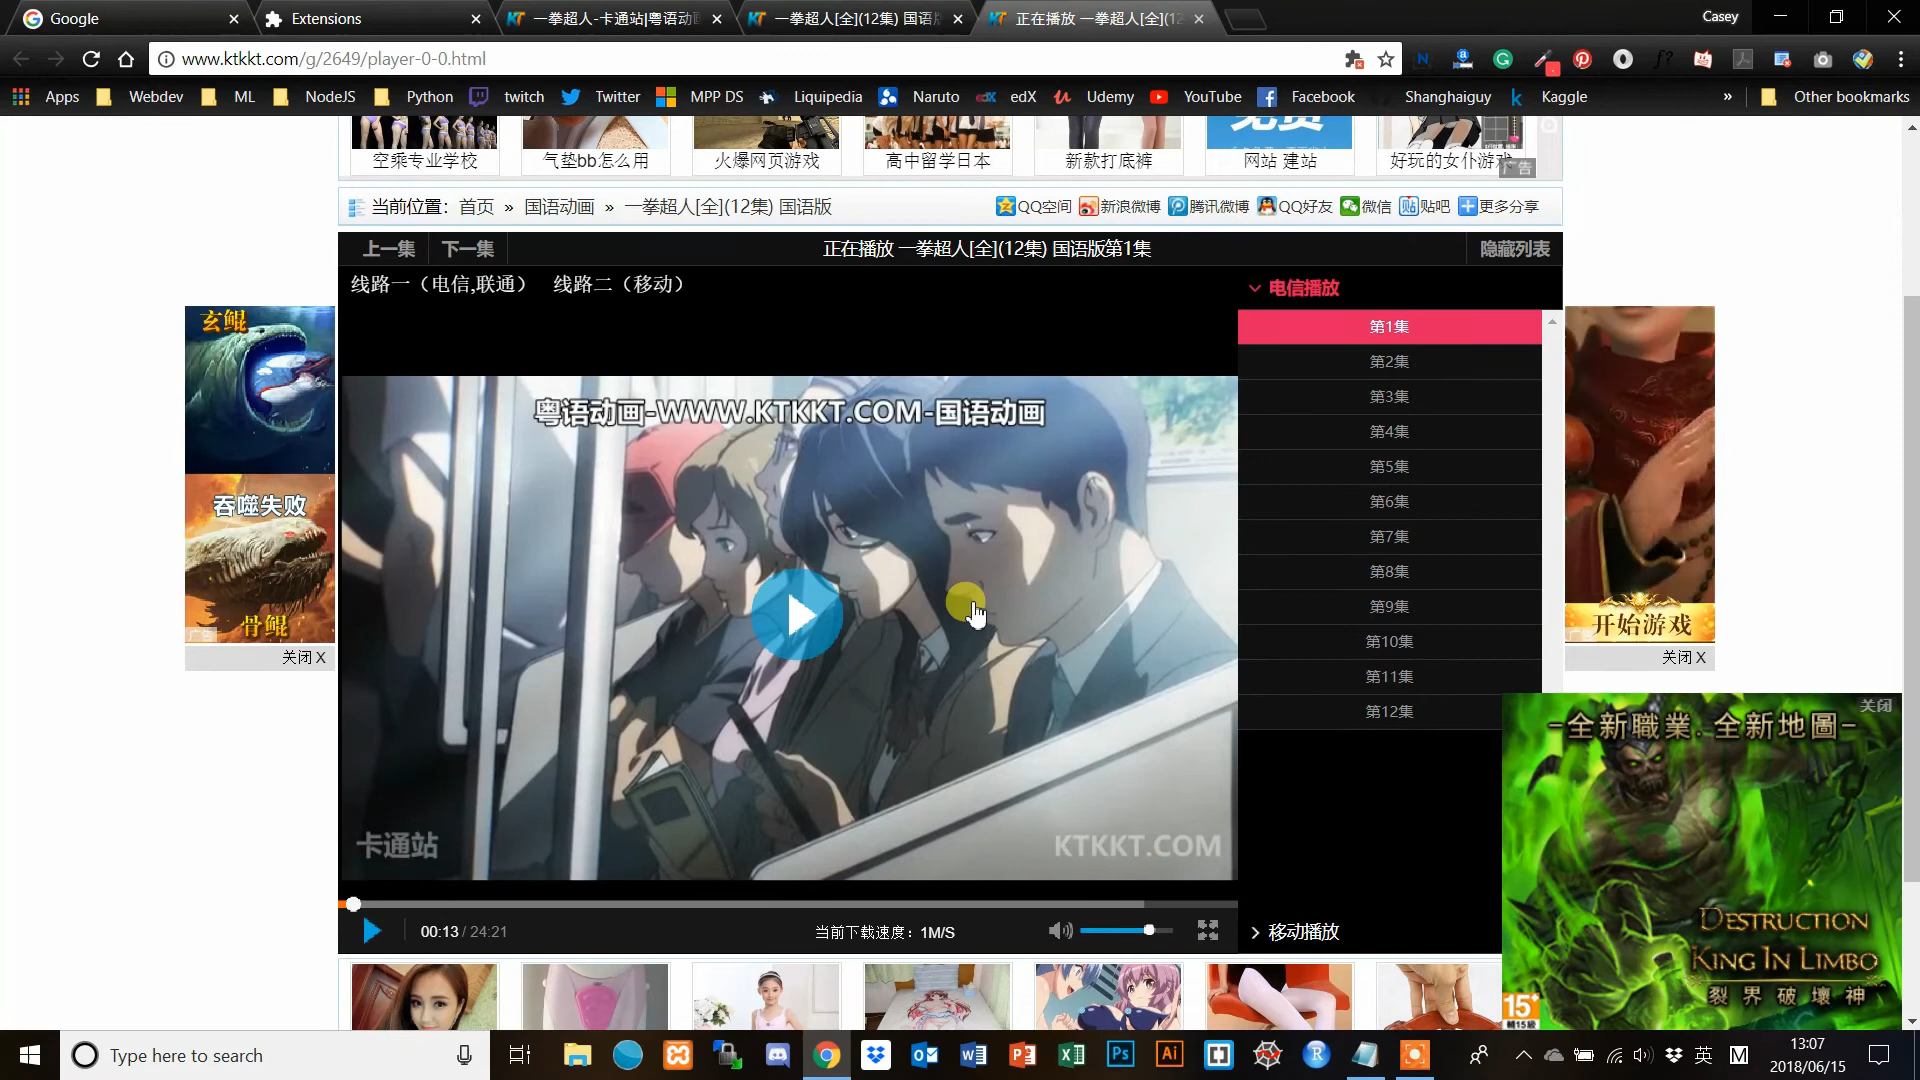 Google
Extensions
一拳超人-卡通站|粤语动画
一拳超人[全](12集) 国语
正在播放 一拳超人[全](12
Casey
www.ktkkt.com/g/2649/player-0-0.html
Apps
Webdev
ML
NodeJS
Python
twitch
Twitter
MPP DS
Liquipedia
Naruto
edX
Udemy
YouTube
Facebook
Shanghaiguy
Kaggle
»
Other bookmarks
空乘专业学校
气垫bb怎么用
火爆网页游戏
高中留学日本
新款打底裤
网站 建站
好玩的女仆游戏
广告
当前位置：首页 » 国语动画 » 一拳超人[全](12集) 国语版
QQ空间 新浪微博 腾讯微博 QQ好友 微信 贴吧 更多分享
上一集 下一集
正在播放 一拳超人[全](12集) 国语版第1集
隐藏列表
线路一（电信,联通） 线路二（移动）
电信播放
第1集
第2集
第3集
第4集
第5集
第6集
第7集
第8集
第9集
第10集
第11集
第12集
粤语动画-WWW.KTKKT.COM-国语动画
卡通站
KTKKT.COM
00:13 / 24:21
当前下载速度：1M/S
移动播放
玄鲲
吞噬失败
骨鲲
广告
关闭 X
开始游戏
关闭 X
关闭
-全新職業.全新地圖-
DESTRUCTION
KING IN LIMBO
裂界破壞神
15+
輔15級
Type here to search
英
M
13:07
2018/06/15